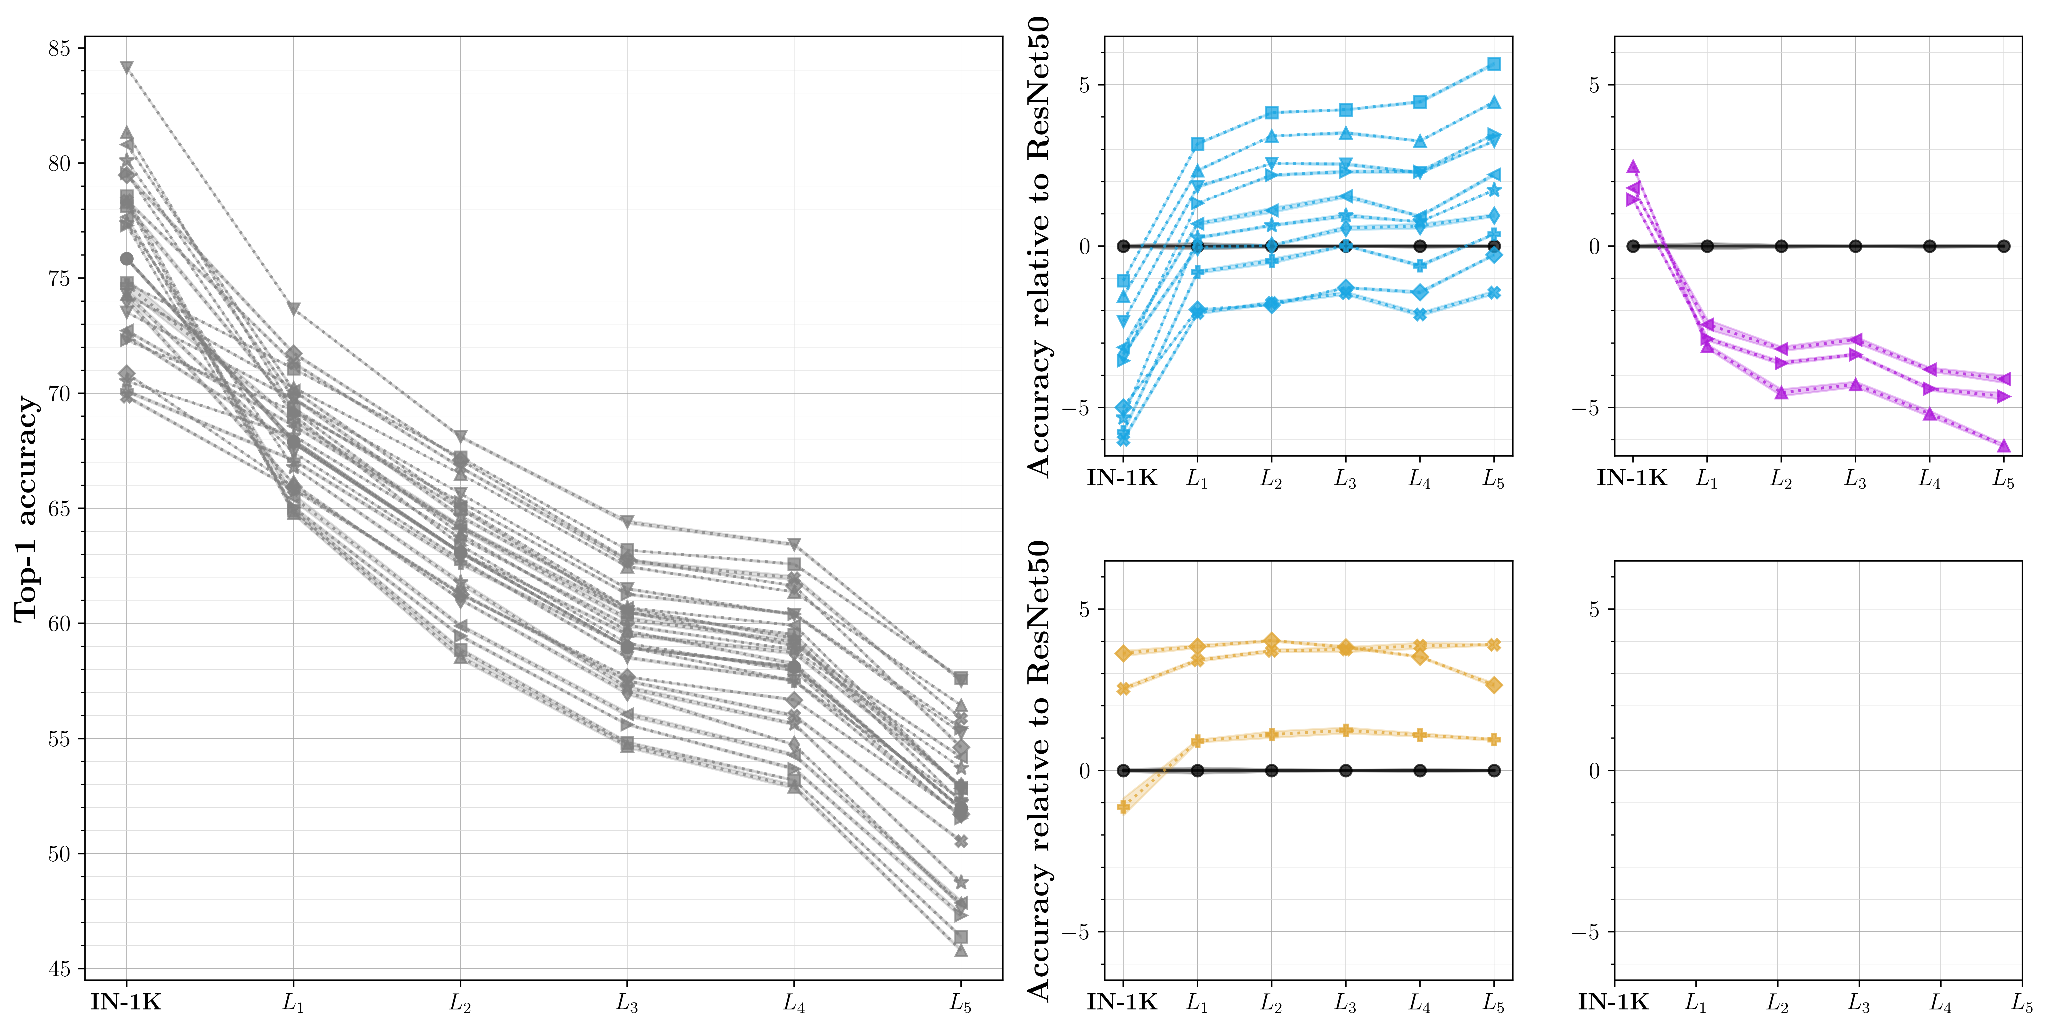 Top-1 accuracy
85
80
75
70
65
60
55
50
45
IN-1K L₁ L₂ L₃ L₄ L₅
Accuracy relative to ResNet50
5
0
−5
IN-1K L₁ L₂ L₃ L₄ L₅
5
0
−5
IN-1K L₁ L₂ L₃ L₄ L₅
Accuracy relative to ResNet50
5
0
−5
IN-1K L₁ L₂ L₃ L₄ L₅
5
0
−5
IN-1K L₁ L₂ L₃ L₄ L₅